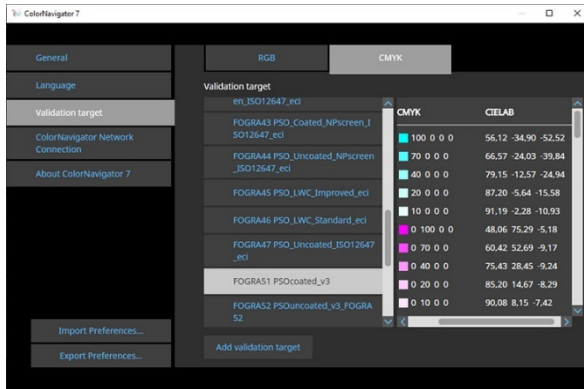 ColorNavigator 7
General
Language
Validation target
ColorNavigator Network
Connection
About ColorNavigator 7
Import Preferences...
Export Preferences...
RGB
CMYK
Validation target
en_ISO12647_eci
FOGRA43 PSO_Coated_NPscreen_I
SO12647_eci
FOGRA44 PSO_Uncoated_NPscreen
_ISO12647_eci
FOGRA45 PSO_LWC_Improved_eci
FOGRA46 PSO_LWC_Standard_eci
FOGRA47 PSO_Uncoated_ISO12647
_eci
FOGRA51 PSOcoated_v3
FOGRA52 PSOuncoated_v3_FOGRA
52
Add validation target
CMYK CIELAB
100 0 0 0 56,12 -34,90 -52,52
70 0 0 0 66,57 -24,03 -39,84
40 0 0 0 79,15 -12,57 -24,94
20 0 0 0 87,20 -5,64 -15,58
10 0 0 0 91,19 -2,28 -10,93
0 100 0 0 48,06 75,29 -5,18
0 70 0 0 60,42 52,69 -9,17
0 40 0 0 75,43 28,45 -9,24
0 20 0 0 85,20 14,67 -8,29
0 10 0 0 90,08 8,15 -7,42